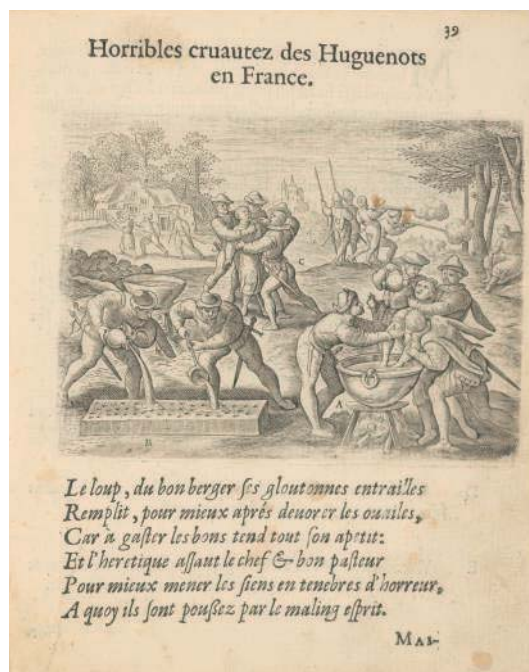 39
Horribles cruautez des Huguenots
en France.
C
A
B
Le loup, du bon berger ses gloutonnes entrailles
Remplit, pour mieux aprés deuorer les ouailes,
Car à gaster les bons tend tout son apetit:
Et l'heretique assaut le chef & bon pasteur
Pour mieux mener les siens en tenebres d'horreur,
A quoy ils sont poußez par le maling esprit.
MAI-